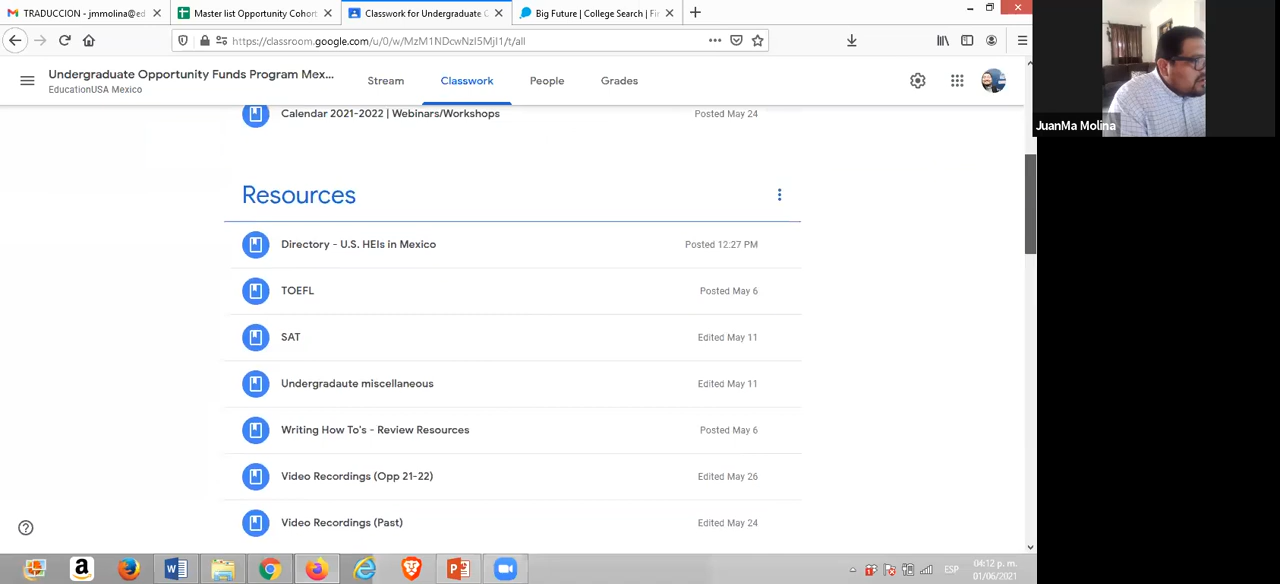 TRADUCCION - jmmolina@ed
Master list Opportunity Cohort
Classwork for Undergraduate
Big Future | College Search | Fi
https://classroom.google.com/u/0/w/MzM1NDcwNzI5MjI1/t/all
Undergraduate Opportunity Funds Program Mex...
EducationUSA Mexico
Stream
Classwork
People
Grades
Calendar 2021-2022 | Webinars/Workshops
Posted May 24
Resources
Directory - U.S. HEIs in Mexico
Posted 12:27 PM
TOEFL
Posted May 6
SAT
Edited May 11
Undergradaute miscellaneous
Edited May 11
Writing How To's - Review Resources
Posted May 6
Video Recordings (Opp 21-22)
Edited May 26
Video Recordings (Past)
Edited May 24
JuanMa Molina
ESP
04:12 p. m.
01/06/2021